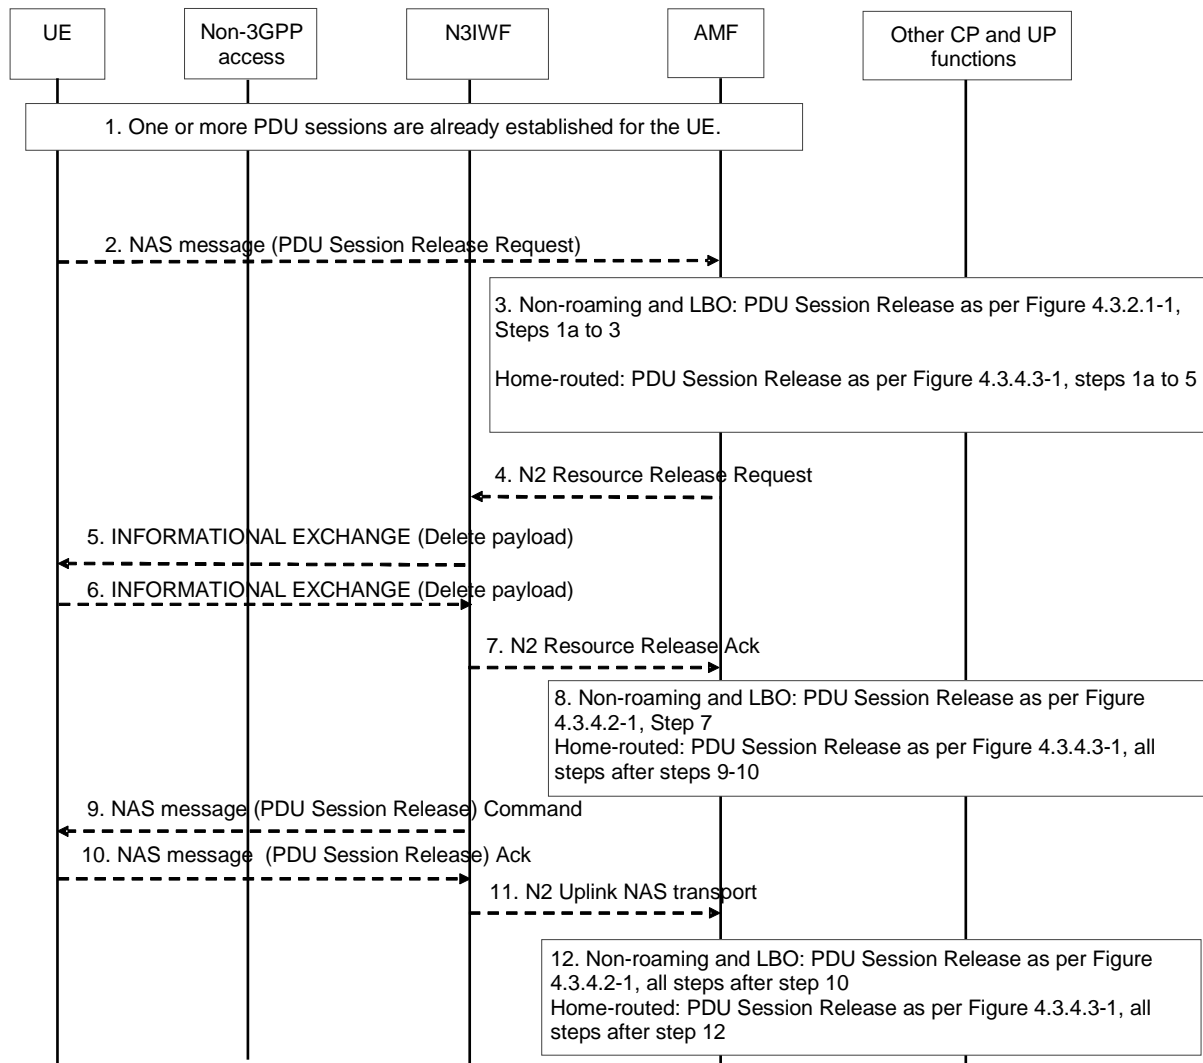 UE
Non-3GPP
access
N3IWF
AMF
Other CP and UP
functions
1. One or more PDU sessions are already established for the UE.
2. NAS message (PDU Session Release Request)
3. Non-roaming and LBO: PDU Session Release as per Figure 4.3.2.1-1,
Steps 1a to 3
Home-routed: PDU Session Release as per Figure 4.3.4.3-1, steps 1a to 5
4. N2 Resource Release Request
5. INFORMATIONAL EXCHANGE (Delete payload)
6. INFORMATIONAL EXCHANGE (Delete payload)
7. N2 Resource Release Ack
8. Non-roaming and LBO: PDU Session Release as per Figure
4.3.4.2-1, Step 7
Home-routed: PDU Session Release as per Figure 4.3.4.3-1, all
steps after steps 9-10
9. NAS message (PDU Session Release) Command
10. NAS message (PDU Session Release) Ack
11. N2 Uplink NAS transport
12. Non-roaming and LBO: PDU Session Release as per Figure
4.3.4.2-1, all steps after step 10
Home-routed: PDU Session Release as per Figure 4.3.4.3-1, all
steps after step 12